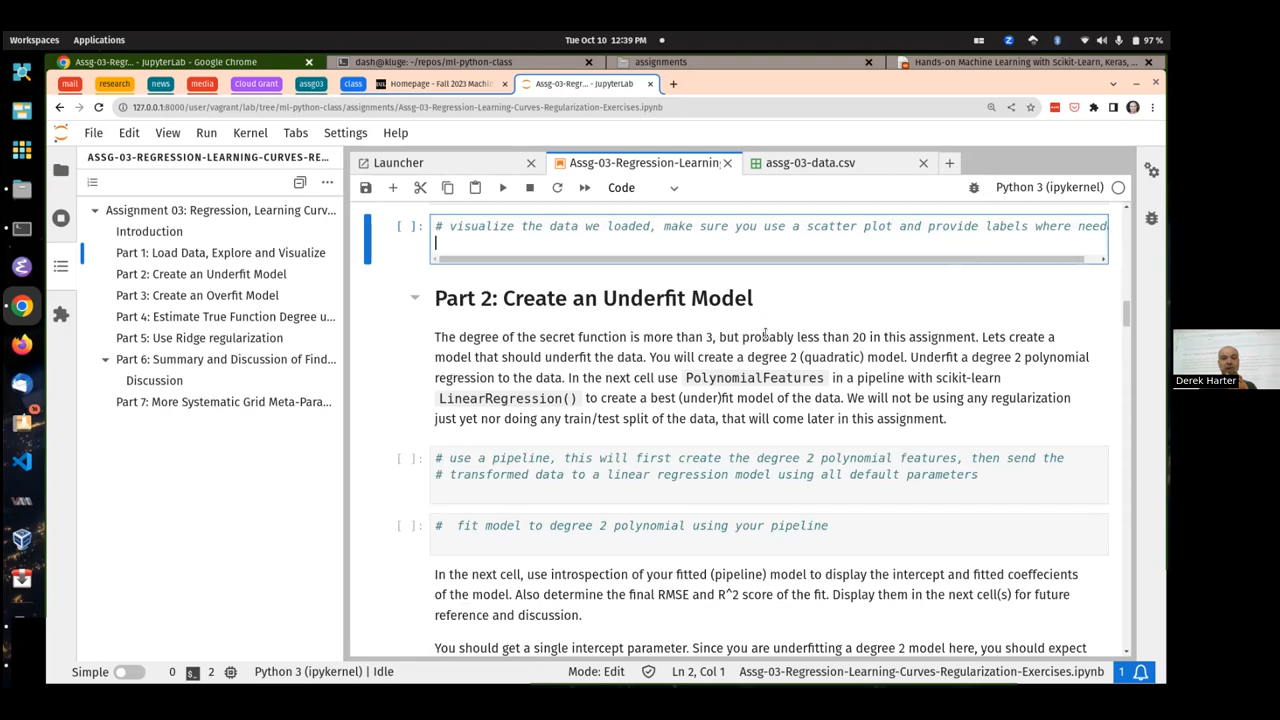 Workspaces Applications Tue Oct 10 12:39 PM 97 %
Assg-03-Regr... - JupyterLab - Google Chrome dash@kluge: ~/repos/ml-python-class assignments Hands-on Machine Learning with Scikit-Learn, Keras, ...
mail research news media Cloud Grant assg03 class Homepage - Fall 2023 Machi Assg-03-Regr... - JupyterLab
127.0.0.1:8000/user/vagrant/lab/tree/ml-python-class/assignments/Assg-03-Regression-Learning-Curves-Regularization-Exercises.ipynb
File Edit View Run Kernel Tabs Settings Help
ASSG-03-REGRESSION-LEARNING-CURVES-RE...
Launcher Assg-03-Regression-Learning assg-03-data.csv
Code Python 3 (ipykernel)
Assignment 03: Regression, Learning Curv...
Introduction
Part 1: Load Data, Explore and Visualize
Part 2: Create an Underfit Model
Part 3: Create an Overfit Model
Part 4: Estimate True Function Degree u...
Part 5: Use Ridge regularization
Part 6: Summary and Discussion of Find...
Discussion
Part 7: More Systematic Grid Meta-Para...
[ ]: # visualize the data we loaded, make sure you use a scatter plot and provide labels where need
Part 2: Create an Underfit Model
The degree of the secret function is more than 3, but probably less than 20 in this assignment. Lets create a
model that should underfit the data. You will create a degree 2 (quadratic) model. Underfit a degree 2 polynomial
regression to the data. In the next cell use PolynomialFeatures in a pipeline with scikit-learn
LinearRegression() to create a best (under)fit model of the data. We will not be using any regularization
just yet nor doing any train/test split of the data, that will come later in this assignment.
[ ]: # use a pipeline, this will first create the degree 2 polynomial features, then send the
# transformed data to a linear regression model using all default parameters
[ ]: # fit model to degree 2 polynomial using your pipeline
In the next cell, use introspection of your fitted (pipeline) model to display the intercept and fitted coeffecients
of the model. Also determine the final RMSE and R^2 score of the fit. Display them in the next cell(s) for future
reference and discussion.
You should get a single intercept parameter. Since you are underfitting a degree 2 model here, you should expect
Simple 0 2 Python 3 (ipykernel) | Idle Mode: Edit Ln 2, Col 1 Assg-03-Regression-Learning-Curves-Regularization-Exercises.ipynb 1
Derek Harter